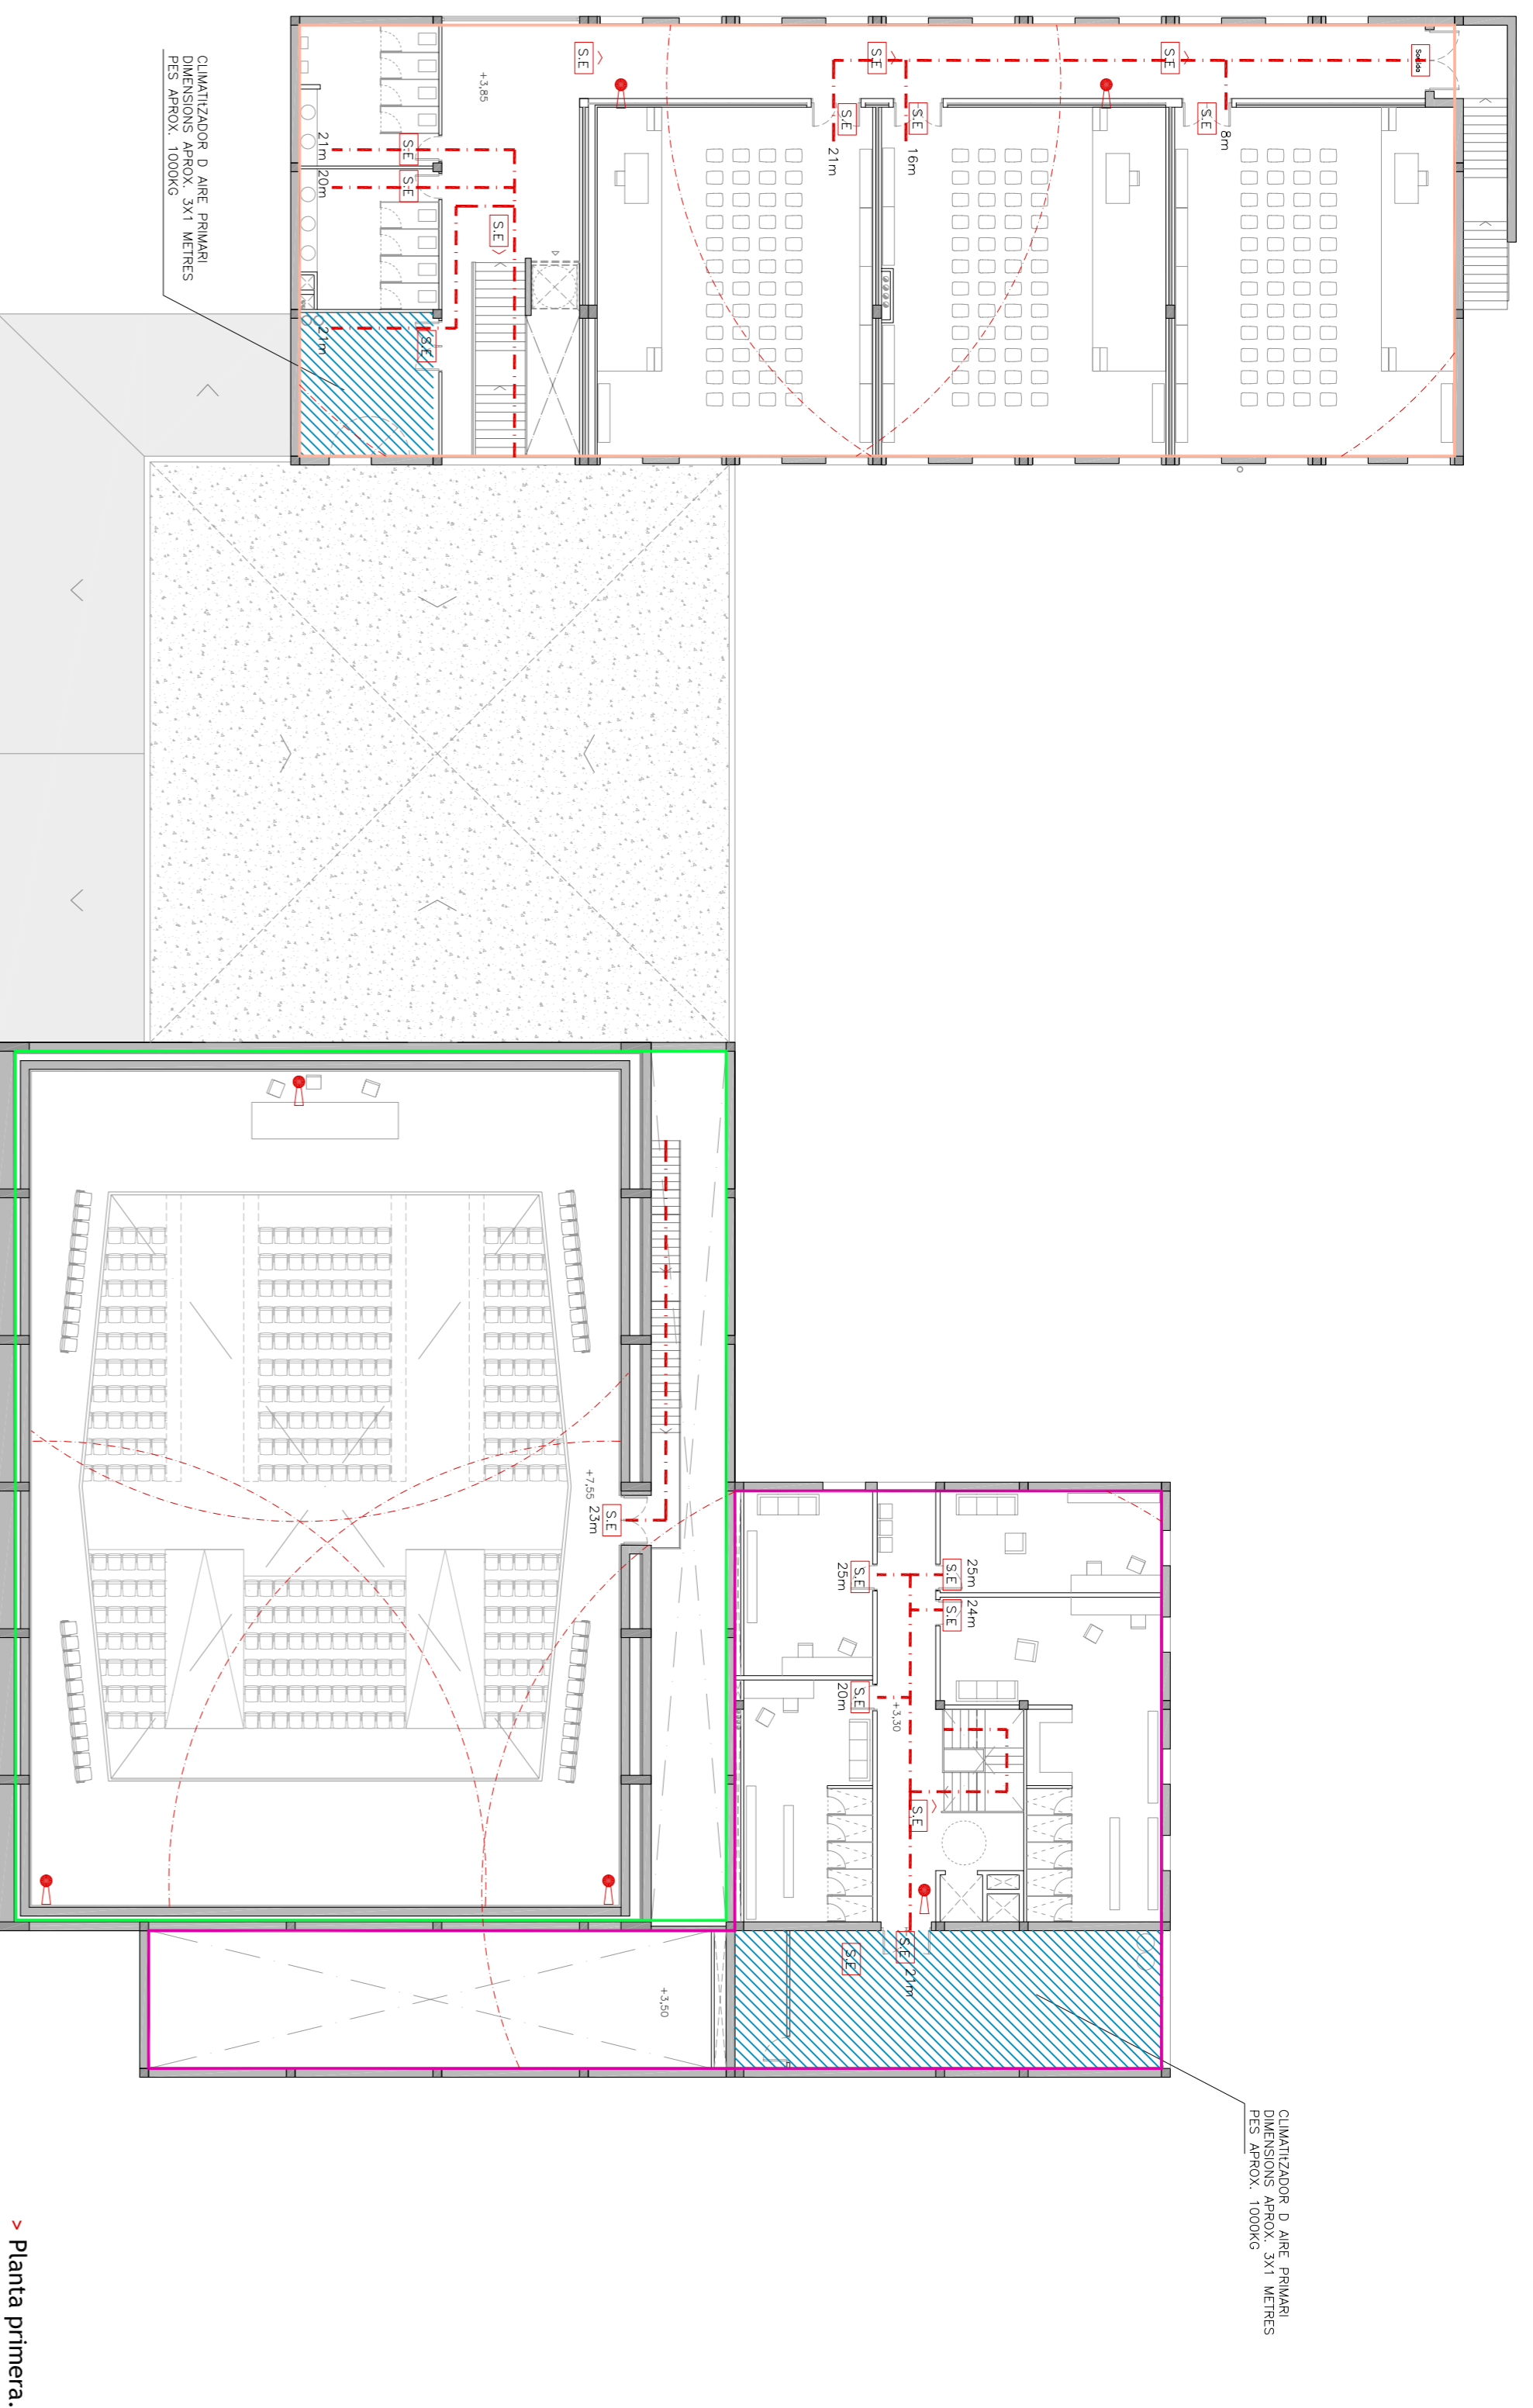 CLIMATItZADOR D AIRE PRIMARI
DIMENSIONS APROX. 3X1 METRES
PES APROX. 1000KG
+3,85
S.E
S.E
S.E
Sortida
S.E
S.E
S.E
21m
16m
8m
21m
S.E
20m
S.E
S.E
21m
S.E
+7,55
23m
S.E
25m
S.E
S.E
25m
S.E
24m
S.E
20m
+3,30
S.E
S.E
21m
S.E
+3,50
CLIMATItZADOR D AIRE PRIMARI
DIMENSIONS APROX. 3X1 METRES
PES APROX. 1000KG
> Planta primera.